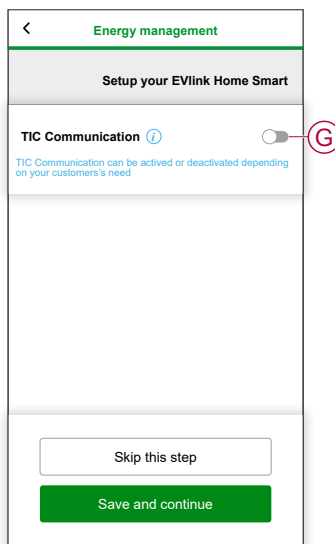 Energy management
Setup your EVlink Home Smart
TIC Communication i
G
TIC Communication can be actived or deactivated depending
on your customers's need
Skip this step
Save and continue